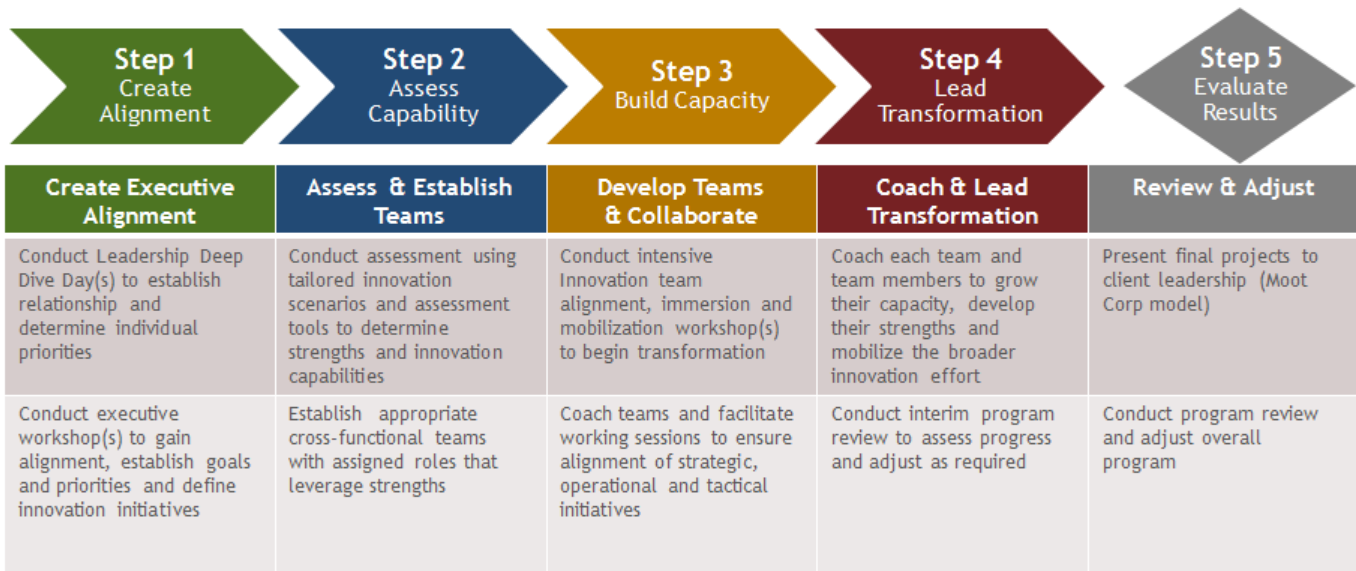 Step 1
Create
Alignment
Step 2
Assess
Capability
Step 3
Build Capacity
Step 4
Lead
Transformation
Step 5
Evaluate
Results
Create Executive
Alignment
Assess & Establish
Teams
Develop Teams
& Collaborate
Coach & Lead
Transformation
Review & Adjust
Conduct Leadership Deep
Dive Day(s) to establish
relationship and
determine individual
priorities
Conduct assessment using
tailored innovation
scenarios and assessment
tools to determine
strengths and innovation
capabilities
Conduct intensive
Innovation team
alignment, immersion and
mobilization workshop(s)
to begin transformation
Coach each team and
team members to grow
their capacity, develop
their strengths and
mobilize the broader
innovation effort
Present final projects to
client leadership (Moot
Corp model)
Conduct executive
workshop(s) to gain
alignment, establish goals
and priorities and define
innovation initiatives
Establish appropriate
cross-functional teams
with assigned roles that
leverage strengths
Coach teams and facilitate
working sessions to ensure
alignment of strategic,
operational and tactical
initiatives
Conduct interim program
review to assess progress
and adjust as required
Conduct program review
and adjust overall
program